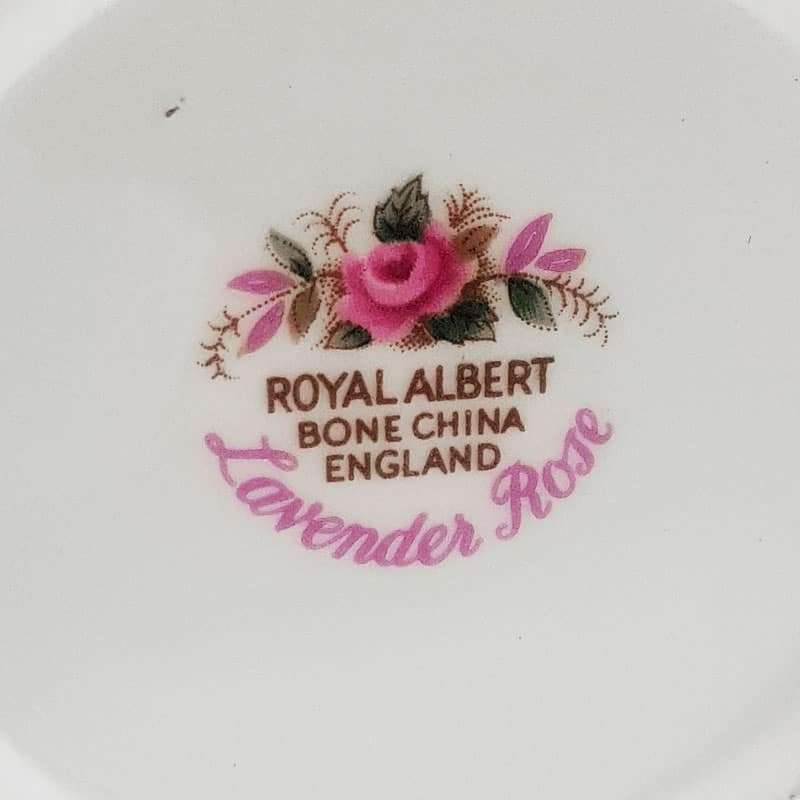 ROYAL ALBERT
BONE CHINA
ENGLAND
Lavender Rose